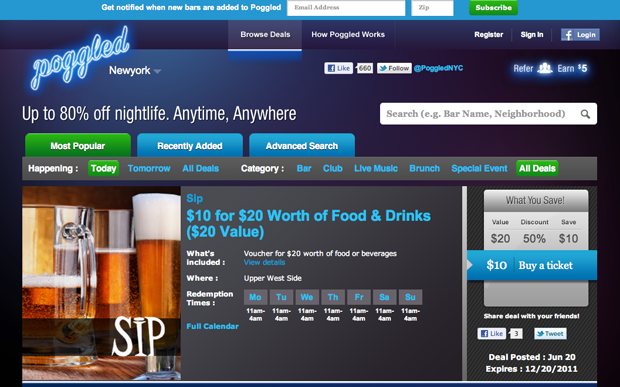 Get notified when new bars are added to Poggled Email Address Zip Subscribe
poggled
Newyork
Browse Deals How Poggled Works
Register Sign In Login
Like 660 Follow @PoggledNYC
Refer Earn $5
Up to 80% off nightlife. Anytime, Anywhere
Search (e.g. Bar Name, Neighborhood)
Most Popular Recently Added Advanced Search
Happening : Today Tomorrow All Deals Category : Bar Club Live Music Brunch Special Event All Deals
SIP
Sip
$10 for $20 Worth of Food & Drinks
($20 Value)
What's included : Voucher for $20 worth of food or beverages
View details
Where : Upper West Side
Redemption Times : Mo Tu We Th Fr Sa Su
11am-4am 11am-4am 11am-4am 11am-4am 11am-4am 11am-4am 11am-4am
Full Calendar
What You Save!
Value Discount Save
$20 50% $10
$10 Buy a ticket
Share deal with your friends!
Like 3 Tweet
Deal Posted : Jun 20
Expires : 12/20/2011